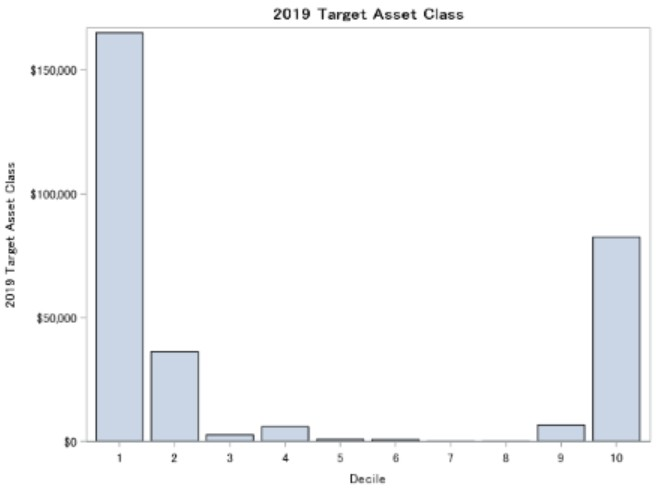 2019 Target Asset Class
2019 Target Asset Class
$150,000
$100,000
$50,000
$0
1 2 3 4 5 6 7 8 9 10
Decile